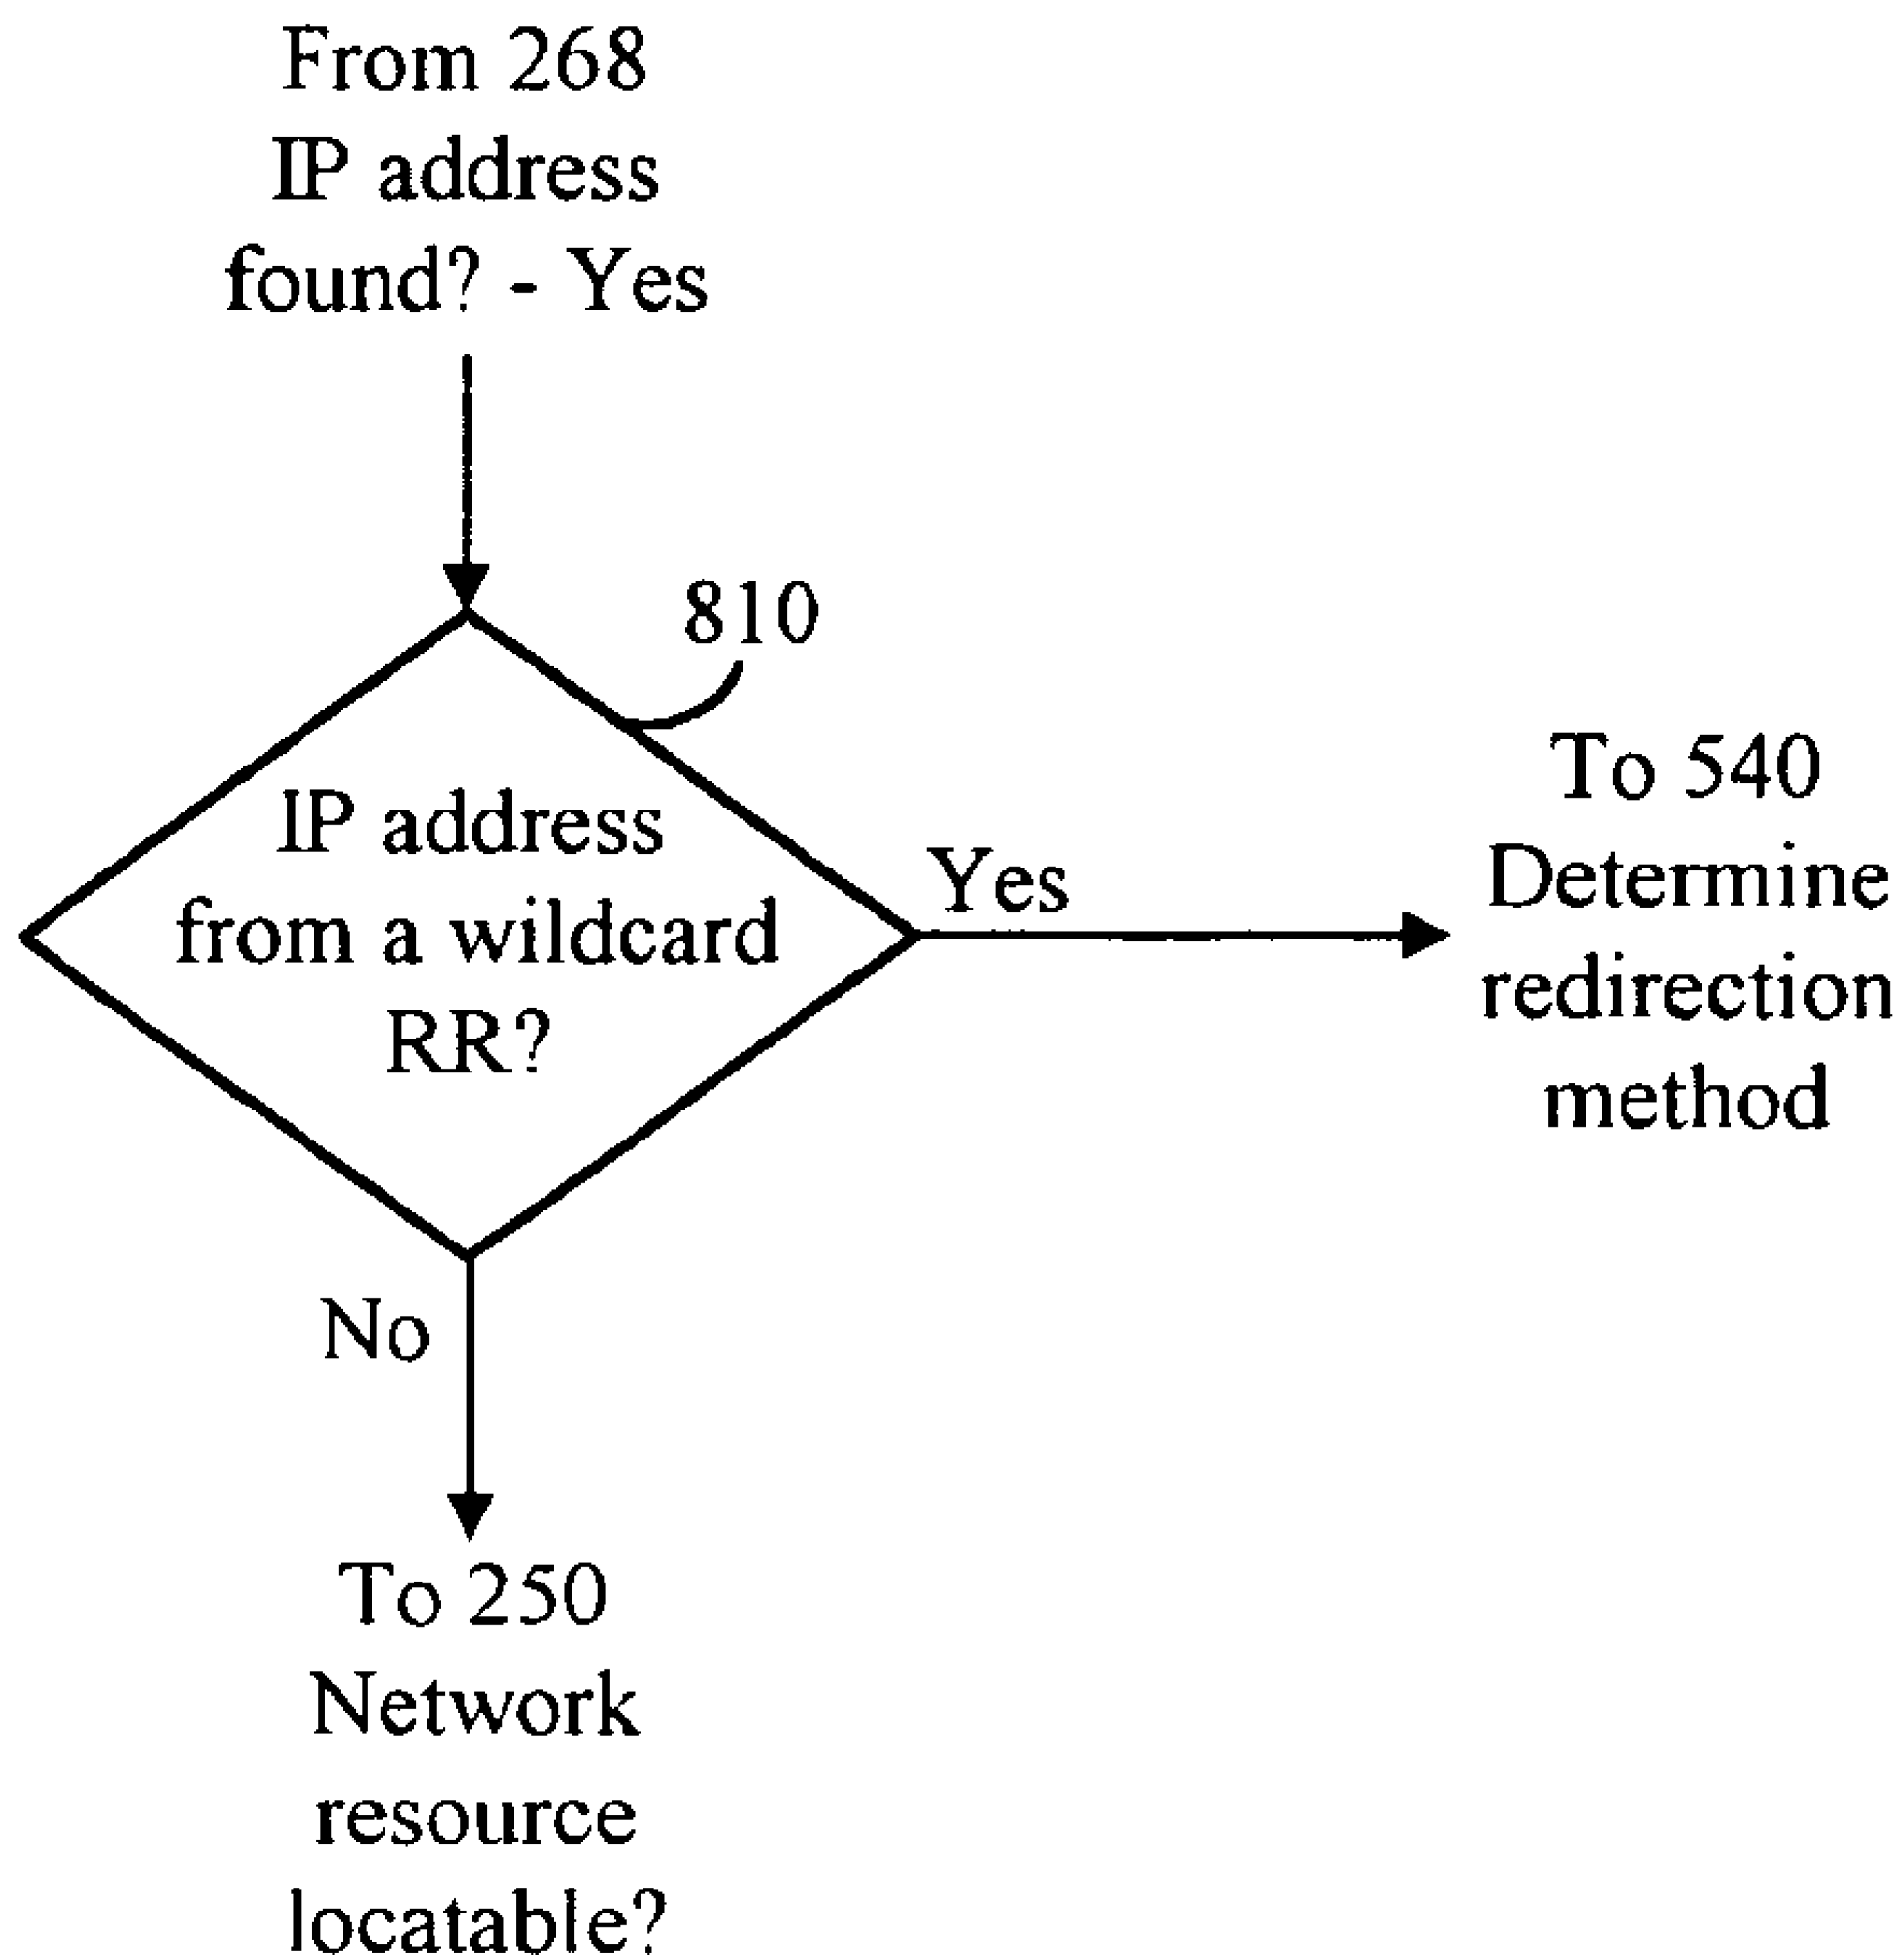 From 268
IP address
found? - Yes
810
IP address
from a wildcard
RR?
Yes
To 540
Determine
redirection
method
No
To 250
Network
resource
locatable?